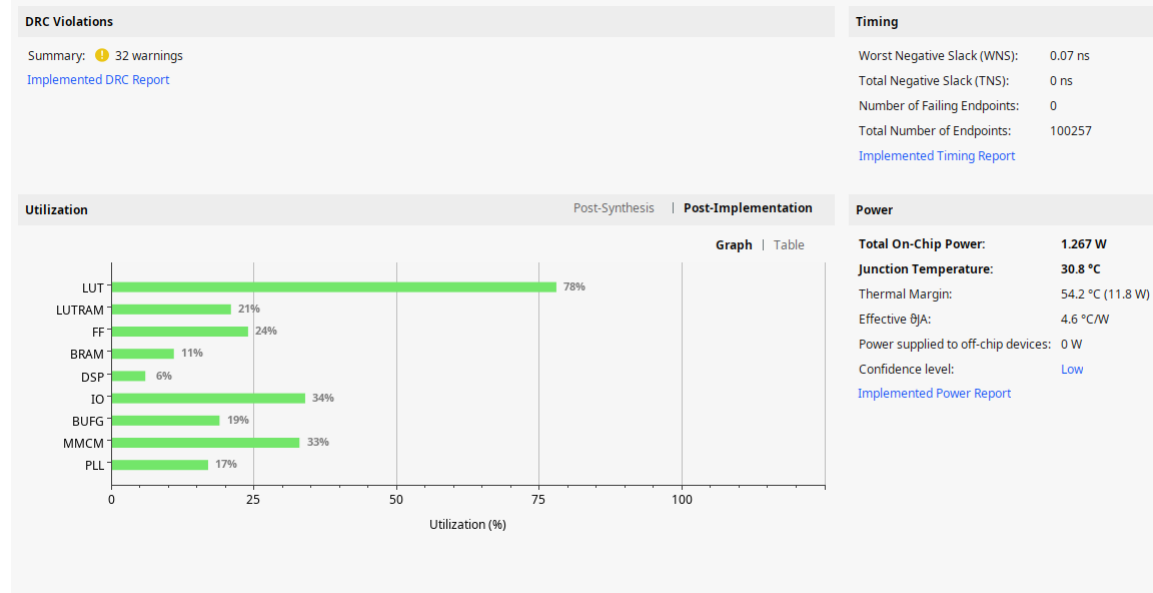 DRC Violations
Summary: 32 warnings
Implemented DRC Report
Timing
Worst Negative Slack (WNS): 0.07 ns
Total Negative Slack (TNS): 0 ns
Number of Failing Endpoints: 0
Total Number of Endpoints: 100257
Implemented Timing Report
Utilization Post-Synthesis | Post-Implementation
Graph | Table
LUT 78%
LUTRAM 21%
FF 24%
BRAM 11%
DSP 6%
IO 34%
BUFG 19%
MMCM 33%
PLL 17%
0 25 50 75 100
Utilization (%)
Power
Total On-Chip Power: 1.267 W
Junction Temperature: 30.8 °C
Thermal Margin: 54.2 °C (11.8 W)
Effective θJA: 4.6 °C/W
Power supplied to off-chip devices: 0 W
Confidence level: Low
Implemented Power Report